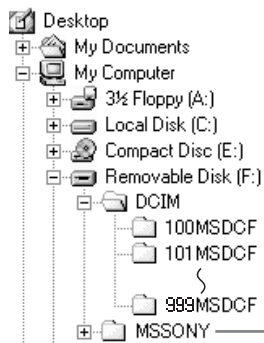 Desktop
My Documents
My Computer
3½ Floppy (A:)
Local Disk (C:)
Compact Disc (E:)
Removable Disk (F:)
DCIM
100MSDCF
101MSDCF
999MSDCF
MSSONY